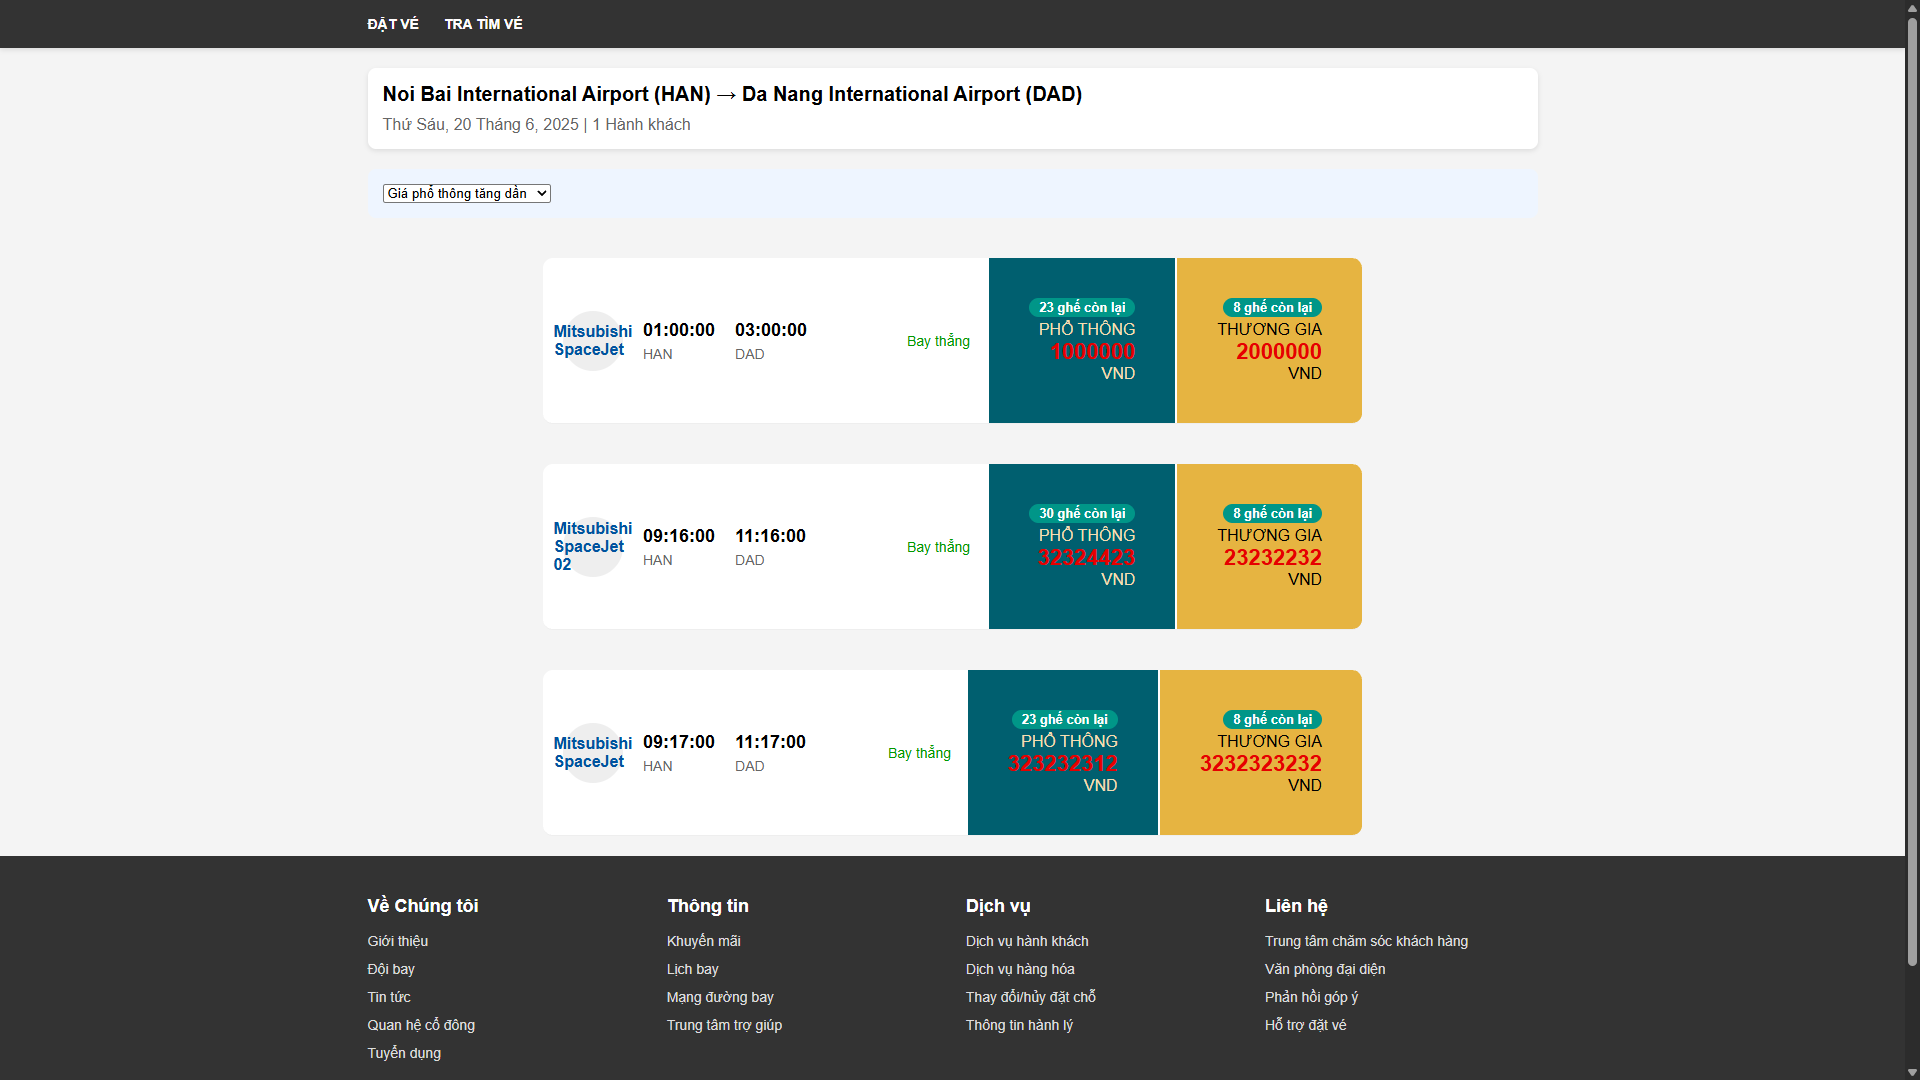 ĐẶT VÉ TRA TÌM VÉ
Noi Bai International Airport (HAN) → Da Nang International Airport (DAD)
Thứ Sáu, 20 Tháng 6, 2025 | 1 Hành khách
Giá phổ thông tăng dần
Mitsubishi
SpaceJet
01:00:00 03:00:00
HAN DAD
Bay thẳng
23 ghế còn lại
PHỔ THÔNG
1000000
VND
8 ghế còn lại
THƯƠNG GIA
2000000
VND
Mitsubishi
SpaceJet
02
09:16:00 11:16:00
HAN DAD
Bay thẳng
30 ghế còn lại
PHỔ THÔNG
32324423
VND
8 ghế còn lại
THƯƠNG GIA
23232232
VND
Mitsubishi
SpaceJet
09:17:00 11:17:00
HAN DAD
Bay thẳng
23 ghế còn lại
PHỔ THÔNG
323232312
VND
8 ghế còn lại
THƯƠNG GIA
3232323232
VND
Về Chúng tôi
Giới thiệu
Đội bay
Tin tức
Quan hệ cổ đông
Tuyển dụng
Thông tin
Khuyến mãi
Lịch bay
Mạng đường bay
Trung tâm trợ giúp
Dịch vụ
Dịch vụ hành khách
Dịch vụ hàng hóa
Thay đổi/hủy đặt chỗ
Thông tin hành lý
Liên hệ
Trung tâm chăm sóc khách hàng
Văn phòng đại diện
Phản hồi góp ý
Hỗ trợ đặt vé